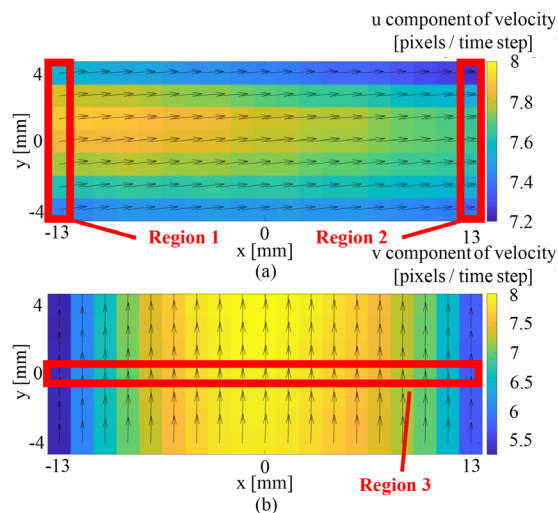 u component of velocity
[pixels / time step]
8
7.8
7.6
7.4
7.2
y [mm]
4
0
-4
-13
0
13
Region 1
Region 2
x [mm]
(a)
v component of velocity
[pixels / time step]
8
7.5
7
6.5
6
5.5
y [mm]
4
0
-4
-13
0
13
x [mm]
Region 3
(b)